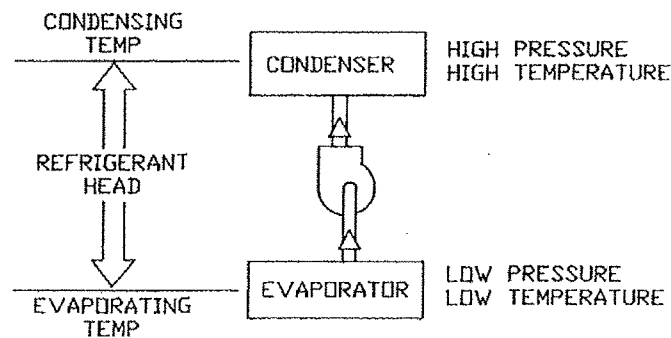 CONDENSING
TEMP
CONDENSER
HIGH PRESSURE
HIGH TEMPERATURE
REFRIGERANT
HEAD
EVAPORATOR
LOW PRESSURE
LOW TEMPERATURE
EVAPORATING
TEMP